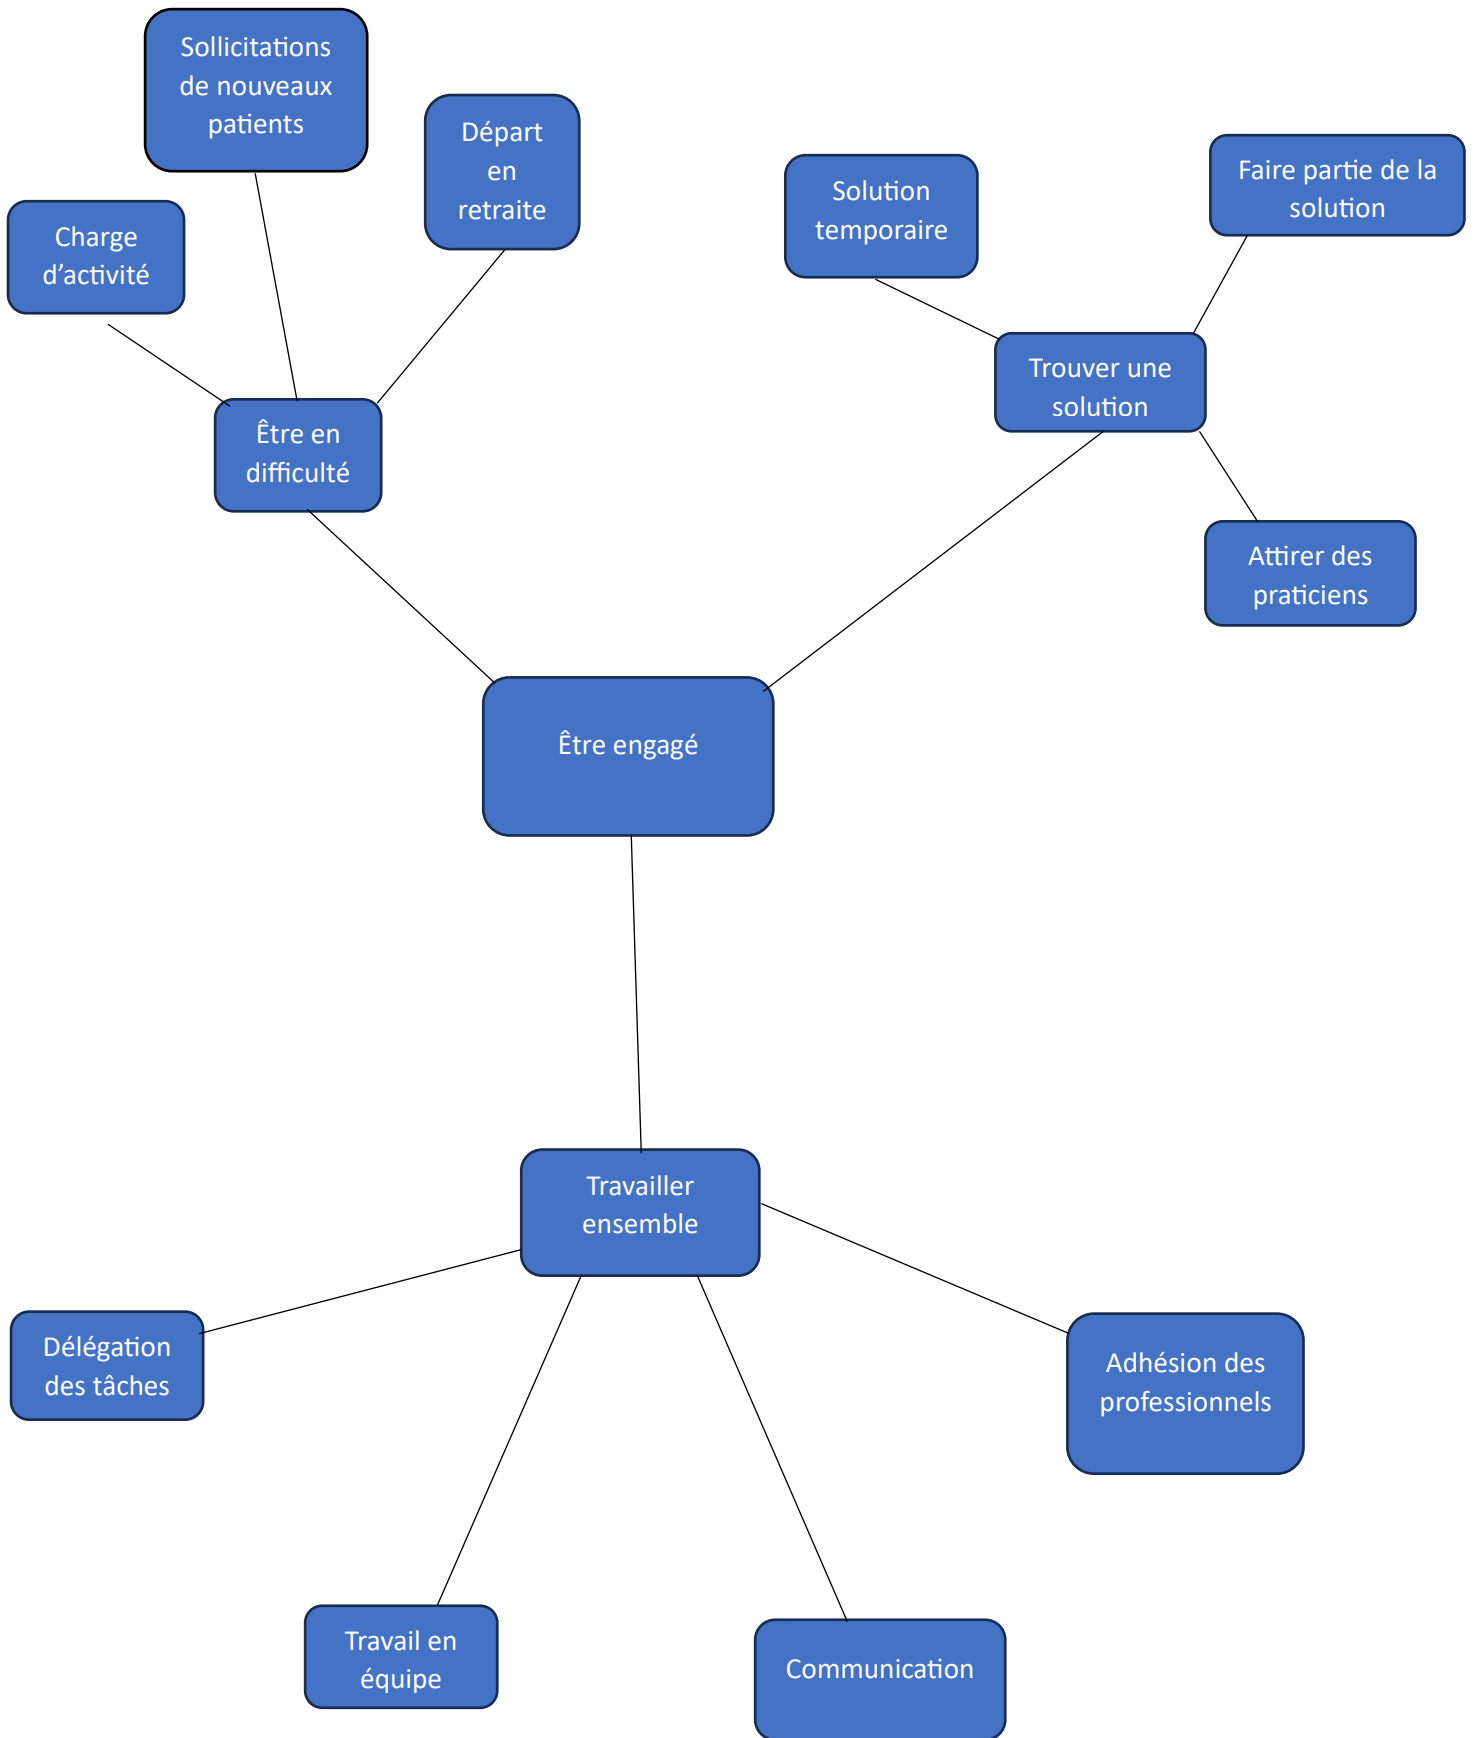 Sollicitations
de nouveaux
patients
Départ
en
retraite
Charge
d’activité
Solution
temporaire
Faire partie de la
solution
Trouver une
solution
Être en
difficulté
Attirer des
praticiens
Être engagé
Travailler
ensemble
Délégation
des tâches
Adhésion des
professionnels
Travail en
équipe
Communication